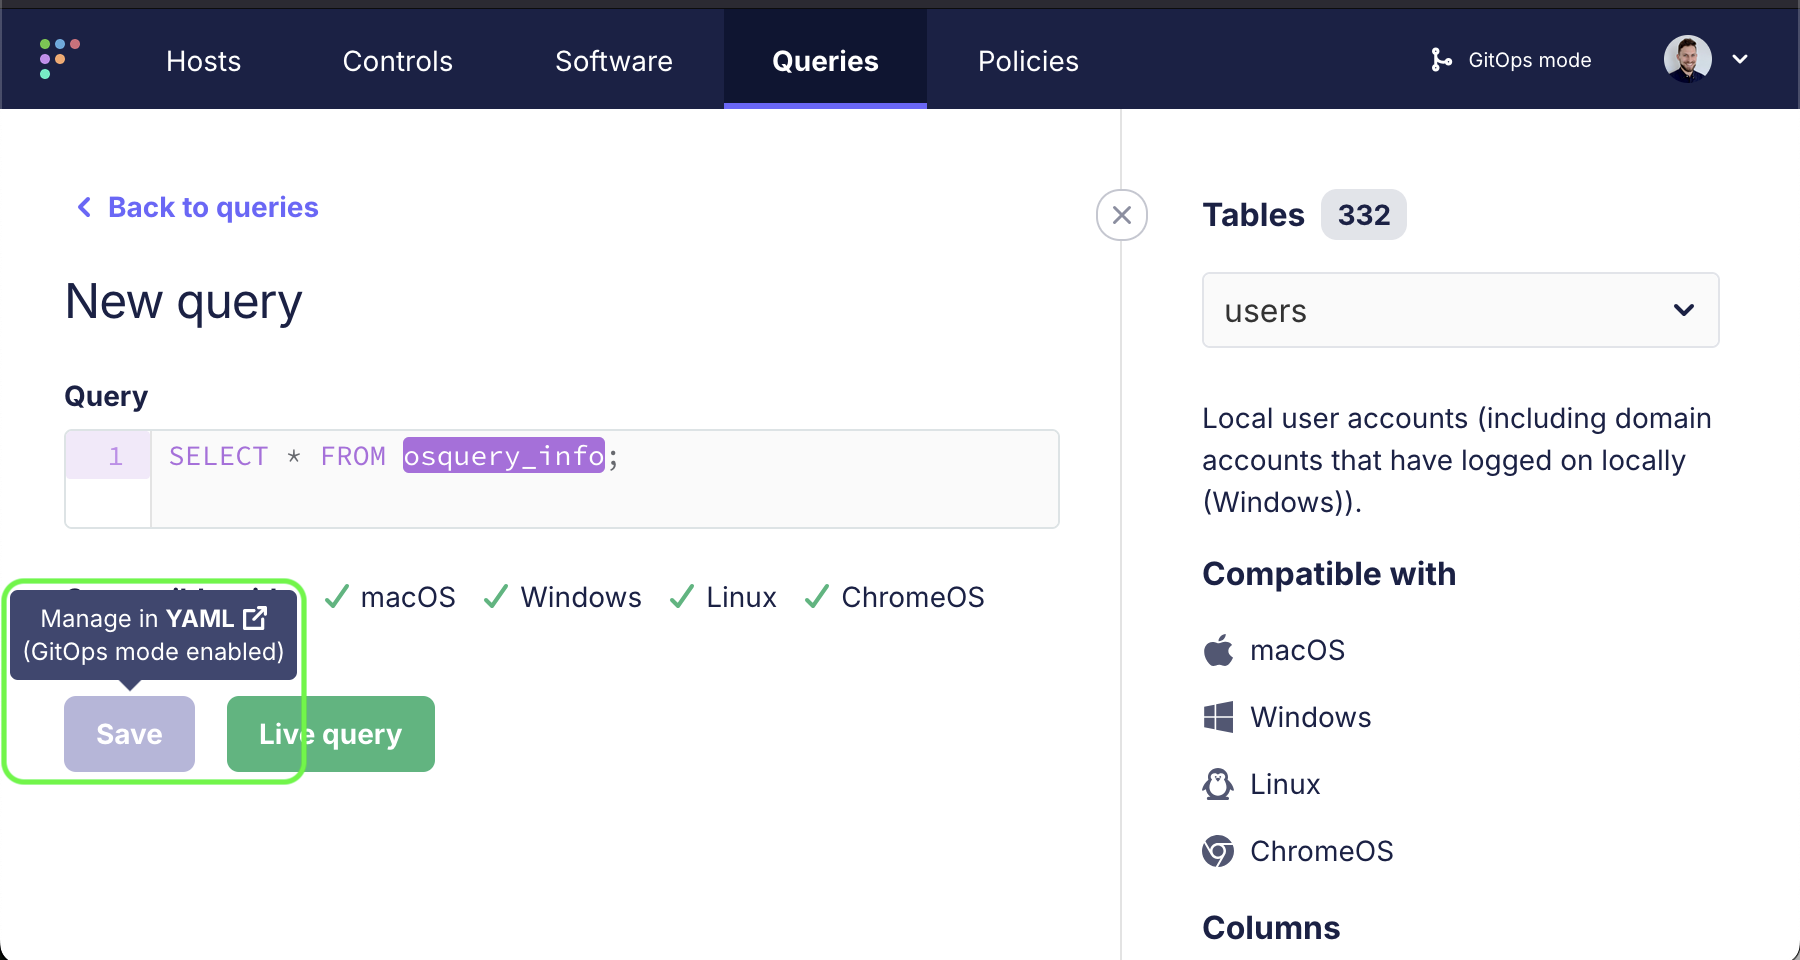 Hosts
Controls
Software
Queries
Policies
GitOps mode
Back to queries
New query
Query
1
SELECT * FROM osquery_info;
macOS
Windows
Linux
ChromeOS
Manage in YAML
(GitOps mode enabled)
Save
Live query
Tables 332
users
Local user accounts (including domain
accounts that have logged on locally
(Windows)).
Compatible with
macOS
Windows
Linux
ChromeOS
Columns